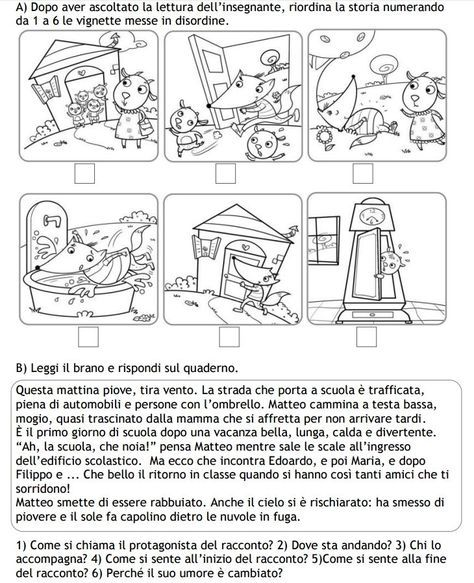 A) Dopo aver ascoltato la lettura dell’insegnante, riordina la storia numerando
da 1 a 6 le vignette messe in disordine.
B) Leggi il brano e rispondi sul quaderno.
Questa mattina piove, tira vento. La strada che porta a scuola è trafficata,
piena di automobili e persone con l’ombrello. Matteo cammina a testa bassa,
mogio, quasi trascinato dalla mamma che si affretta per non arrivare tardi.
È il primo giorno di scuola dopo una vacanza bella, lunga, calda e divertente.
“Ah, la scuola, che noia!” pensa Matteo mentre sale le scale all’ingresso
dell’edificio scolastico. Ma ecco che incontra Edoardo, e poi Maria, e dopo
Filippo e ... Che bello il ritorno in classe quando si hanno così tanti amici che ti
sorridono!
Matteo smette di essere rabbuiato. Anche il cielo si è rischiarato: ha smesso di
piovere e il sole fa capolino dietro le nuvole in fuga.
1) Come si chiama il protagonista del racconto? 2) Dove sta andando? 3) Chi lo
accompagna? 4) Come si sente all’inizio del racconto? 5)Come si sente alla fine
del racconto? 6) Perché il suo umore è cambiato?